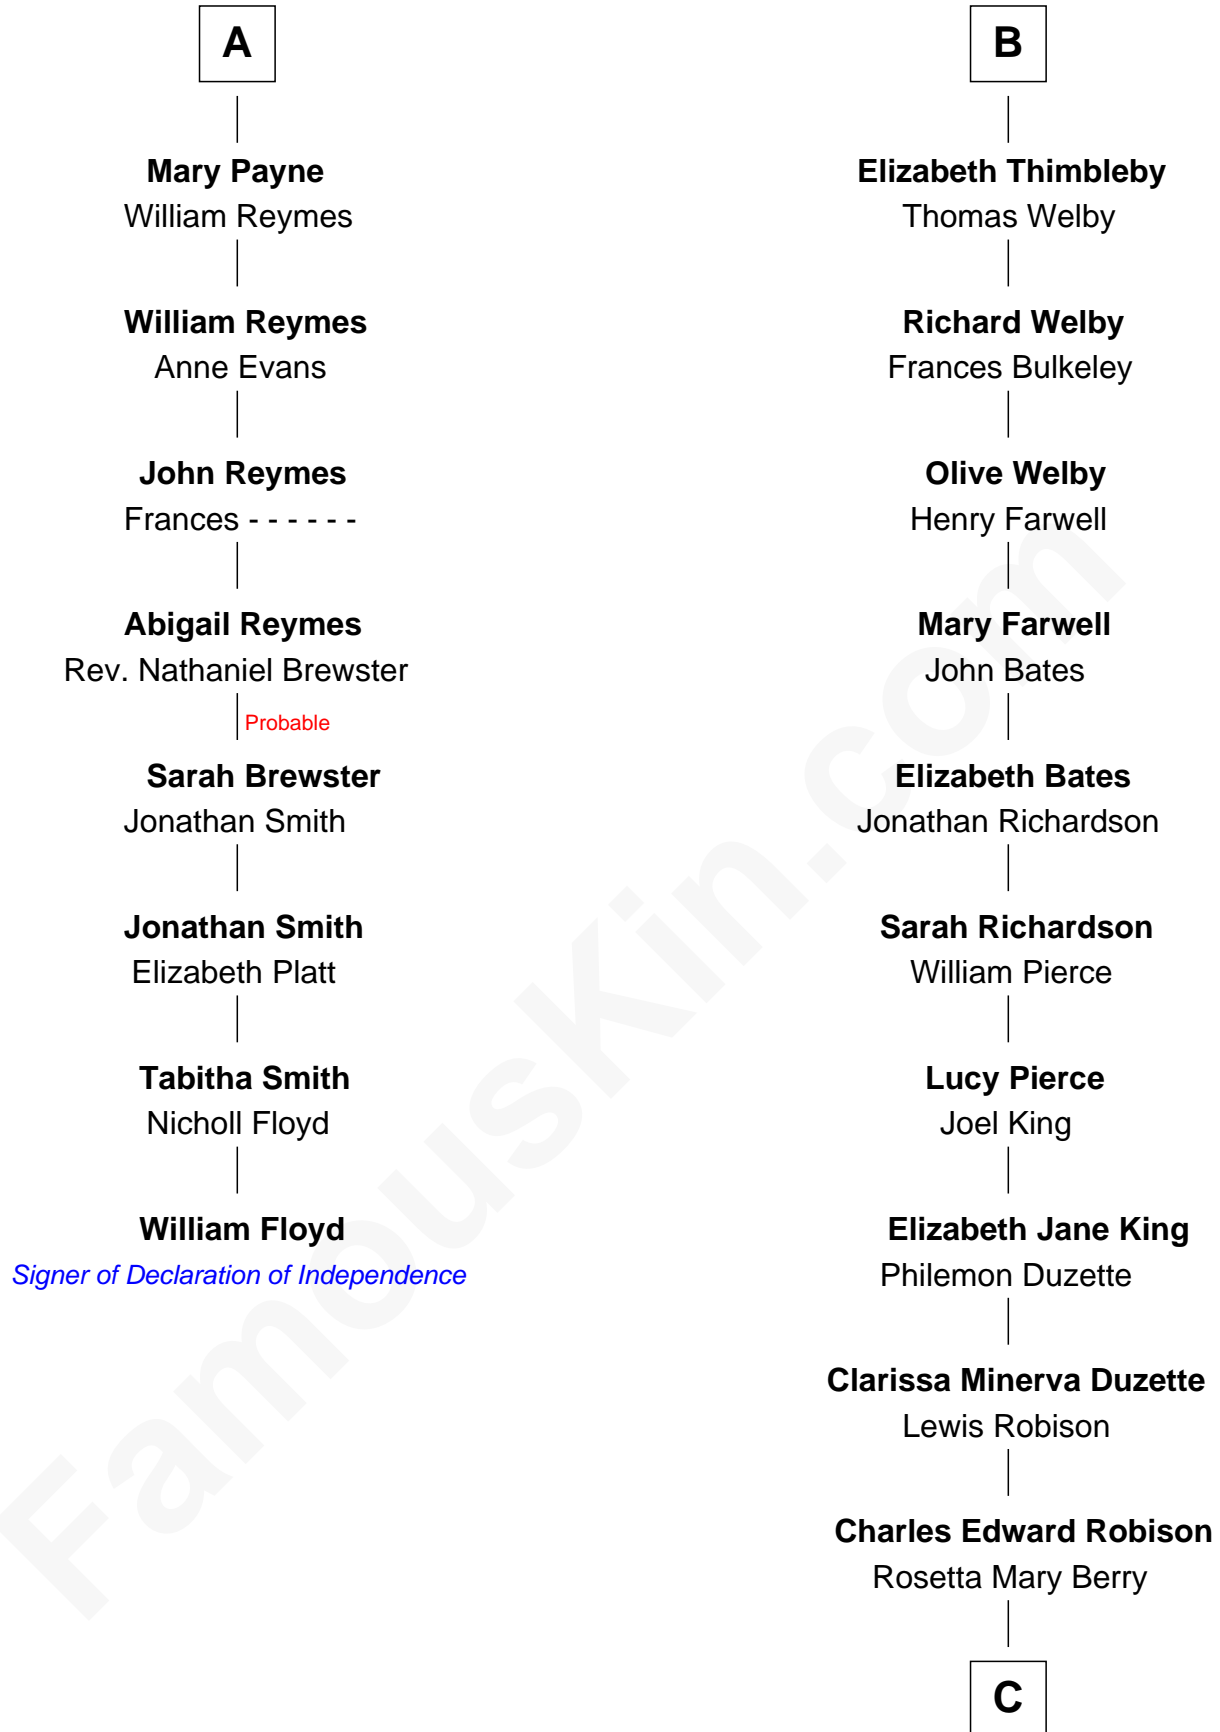 A
Mary Payne
William Reymes
William Reymes
Anne Evans
John Reymes
Frances - - - - - -
Abigail Reymes
Rev. Nathaniel Brewster
Probable
Sarah Brewster
Jonathan Smith
Jonathan Smith
Elizabeth Platt
Tabitha Smith
Nicholl Floyd
William Floyd
Signer of Declaration of Independence
B
Elizabeth Thimbleby
Thomas Welby
Richard Welby
Frances Bulkeley
Olive Welby
Henry Farwell
Mary Farwell
John Bates
Elizabeth Bates
Jonathan Richardson
Sarah Richardson
William Pierce
Lucy Pierce
Joel King
Elizabeth Jane King
Philemon Duzette
Clarissa Minerva Duzette
Lewis Robison
Charles Edward Robison
Rosetta Mary Berry
C
FamousKin.com